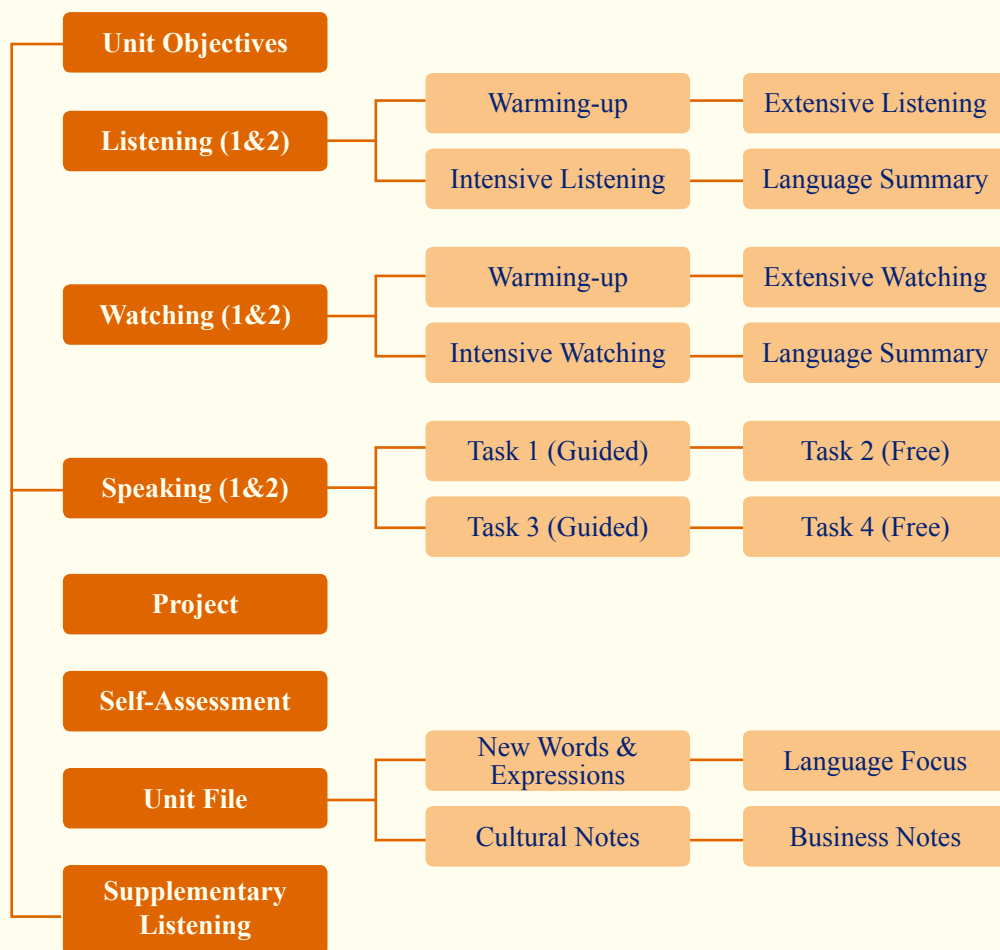 Unit Objectives
Listening (1&2)
Warming-up
Extensive Listening
Intensive Listening
Language Summary
Watching (1&2)
Warming-up
Extensive Watching
Intensive Watching
Language Summary
Speaking (1&2)
Task 1 (Guided)
Task 2 (Free)
Task 3 (Guided)
Task 4 (Free)
Project
Self-Assessment
Unit File
New Words &
Expressions
Language Focus
Cultural Notes
Business Notes
Supplementary
Listening